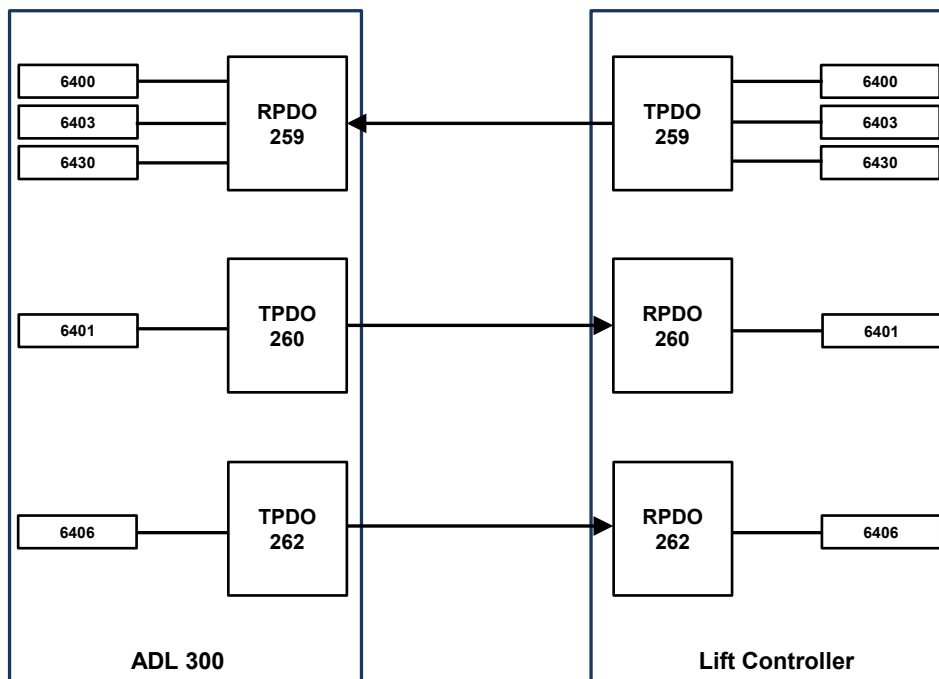 6400
6403
6430
RPDO
259
TPDO
259
6400
6403
6430
6401
TPDO
260
RPDO
260
6401
6406
TPDO
262
RPDO
262
6406
ADL 300
Lift Controller